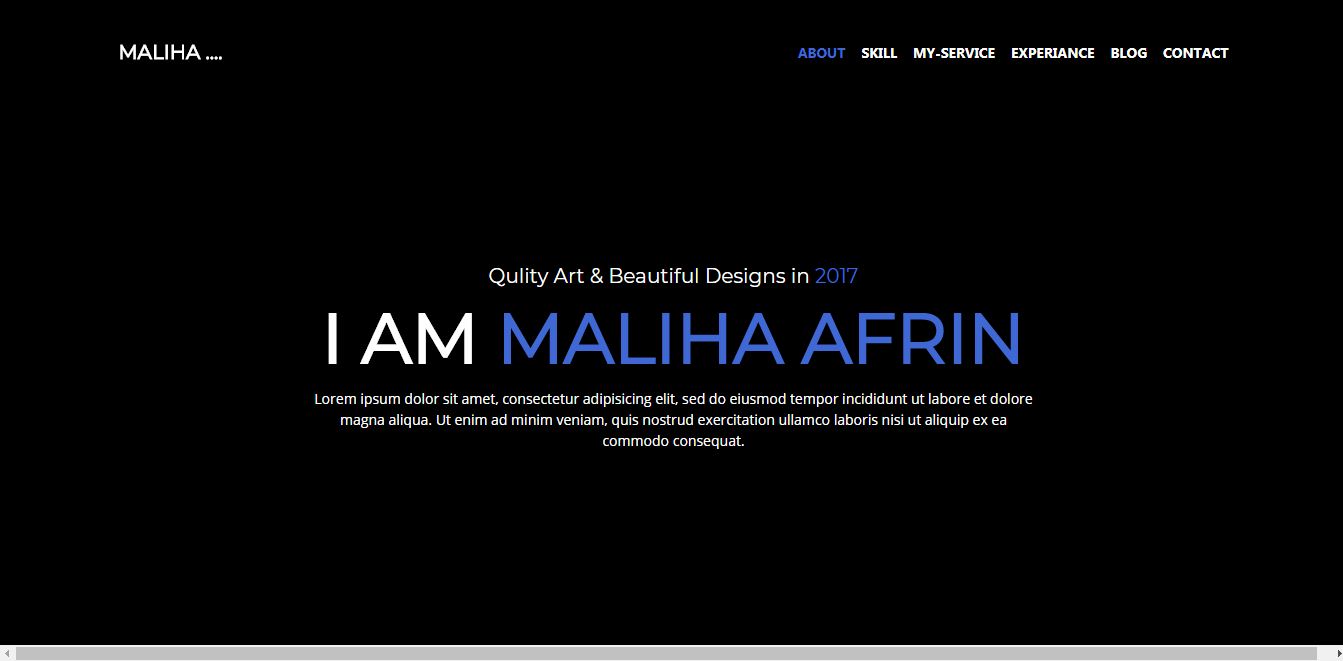 MALIHA ....
ABOUT SKILL MY-SERVICE EXPERIANCE BLOG CONTACT
Qulity Art & Beautiful Designs in 2017
I AM MALIHA AFRIN
Lorem ipsum dolor sit amet, consectetur adipisicing elit, sed do eiusmod tempor incididunt ut labore et dolore
magna aliqua. Ut enim ad minim veniam, quis nostrud exercitation ullamco laboris nisi ut aliquip ex ea
commodo consequat.